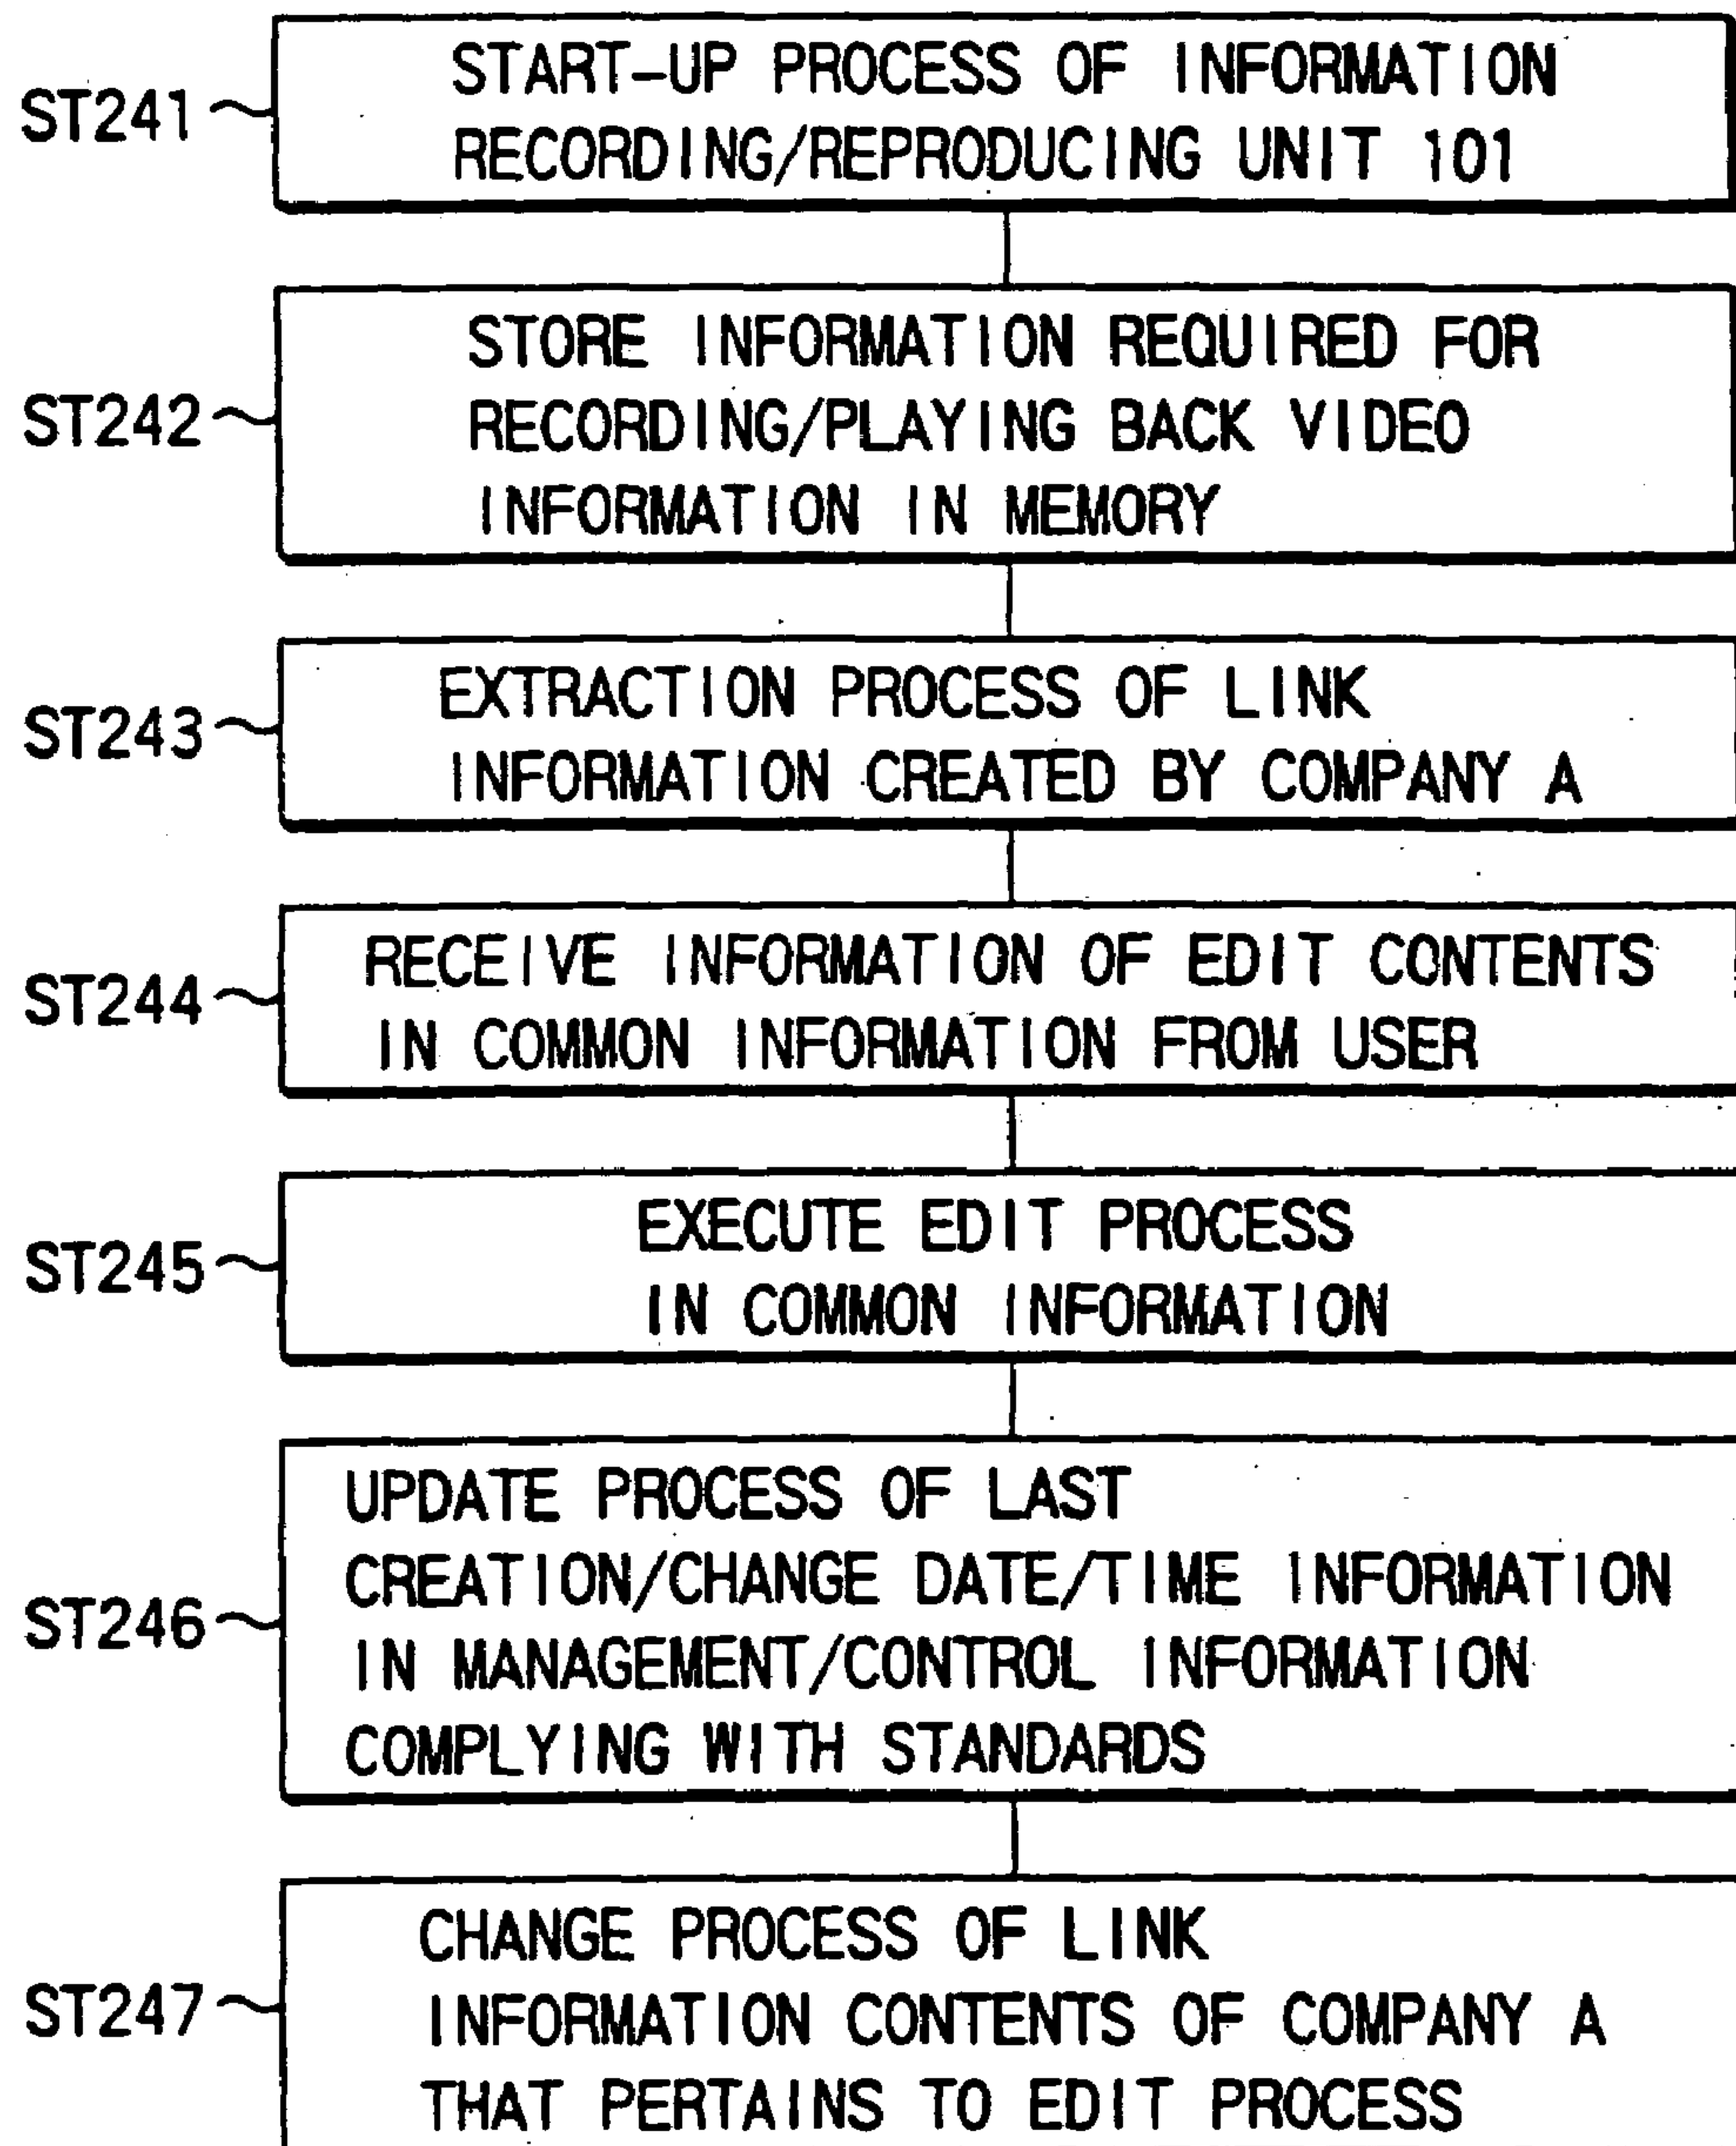 ST241
START-UP PROCESS OF INFORMATION
RECORDING/REPRODUCING UNIT 101
ST242
STORE INFORMATION REQUIRED FOR
RECORDING/PLAYING BACK VIDEO
INFORMATION IN MEMORY
ST243
EXTRACTION PROCESS OF LINK
INFORMATION CREATED BY COMPANY A
ST244
RECEIVE INFORMATION OF EDIT CONTENTS
IN COMMON INFORMATION FROM USER
ST245
EXECUTE EDIT PROCESS
IN COMMON INFORMATION
ST246
UPDATE PROCESS OF LAST
CREATION/CHANGE DATE/TIME INFORMATION
IN MANAGEMENT/CONTROL INFORMATION
COMPLYING WITH STANDARDS
ST247
CHANGE PROCESS OF LINK
INFORMATION CONTENTS OF COMPANY A
THAT PERTAINS TO EDIT PROCESS